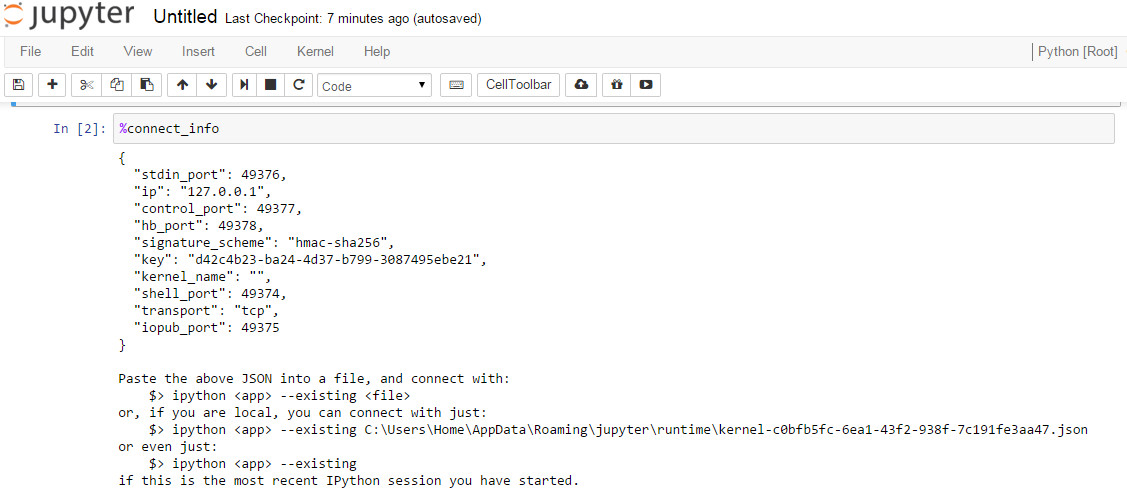 jupyter Untitled Last Checkpoint: 7 minutes ago (autosaved)
File Edit View Insert Cell Kernel Help Python [Root]
Code CellToolbar
In [2]: %connect_info
{
  "stdin_port": 49376,
  "ip": "127.0.0.1",
  "control_port": 49377,
  "hb_port": 49378,
  "signature_scheme": "hmac-sha256",
  "key": "d42c4b23-ba24-4d37-b799-3087495ebe21",
  "kernel_name": "",
  "shell_port": 49374,
  "transport": "tcp",
  "iopub_port": 49375
}
Paste the above JSON into a file, and connect with:
    $> ipython <app> --existing <file>
or, if you are local, you can connect with just:
    $> ipython <app> --existing C:\Users\Home\AppData\Roaming\jupyter\runtime\kernel-c0bfb5fc-6ea1-43f2-938f-7c191fe3aa47.json
or even just:
    $> ipython <app> --existing
if this is the most recent IPython session you have started.